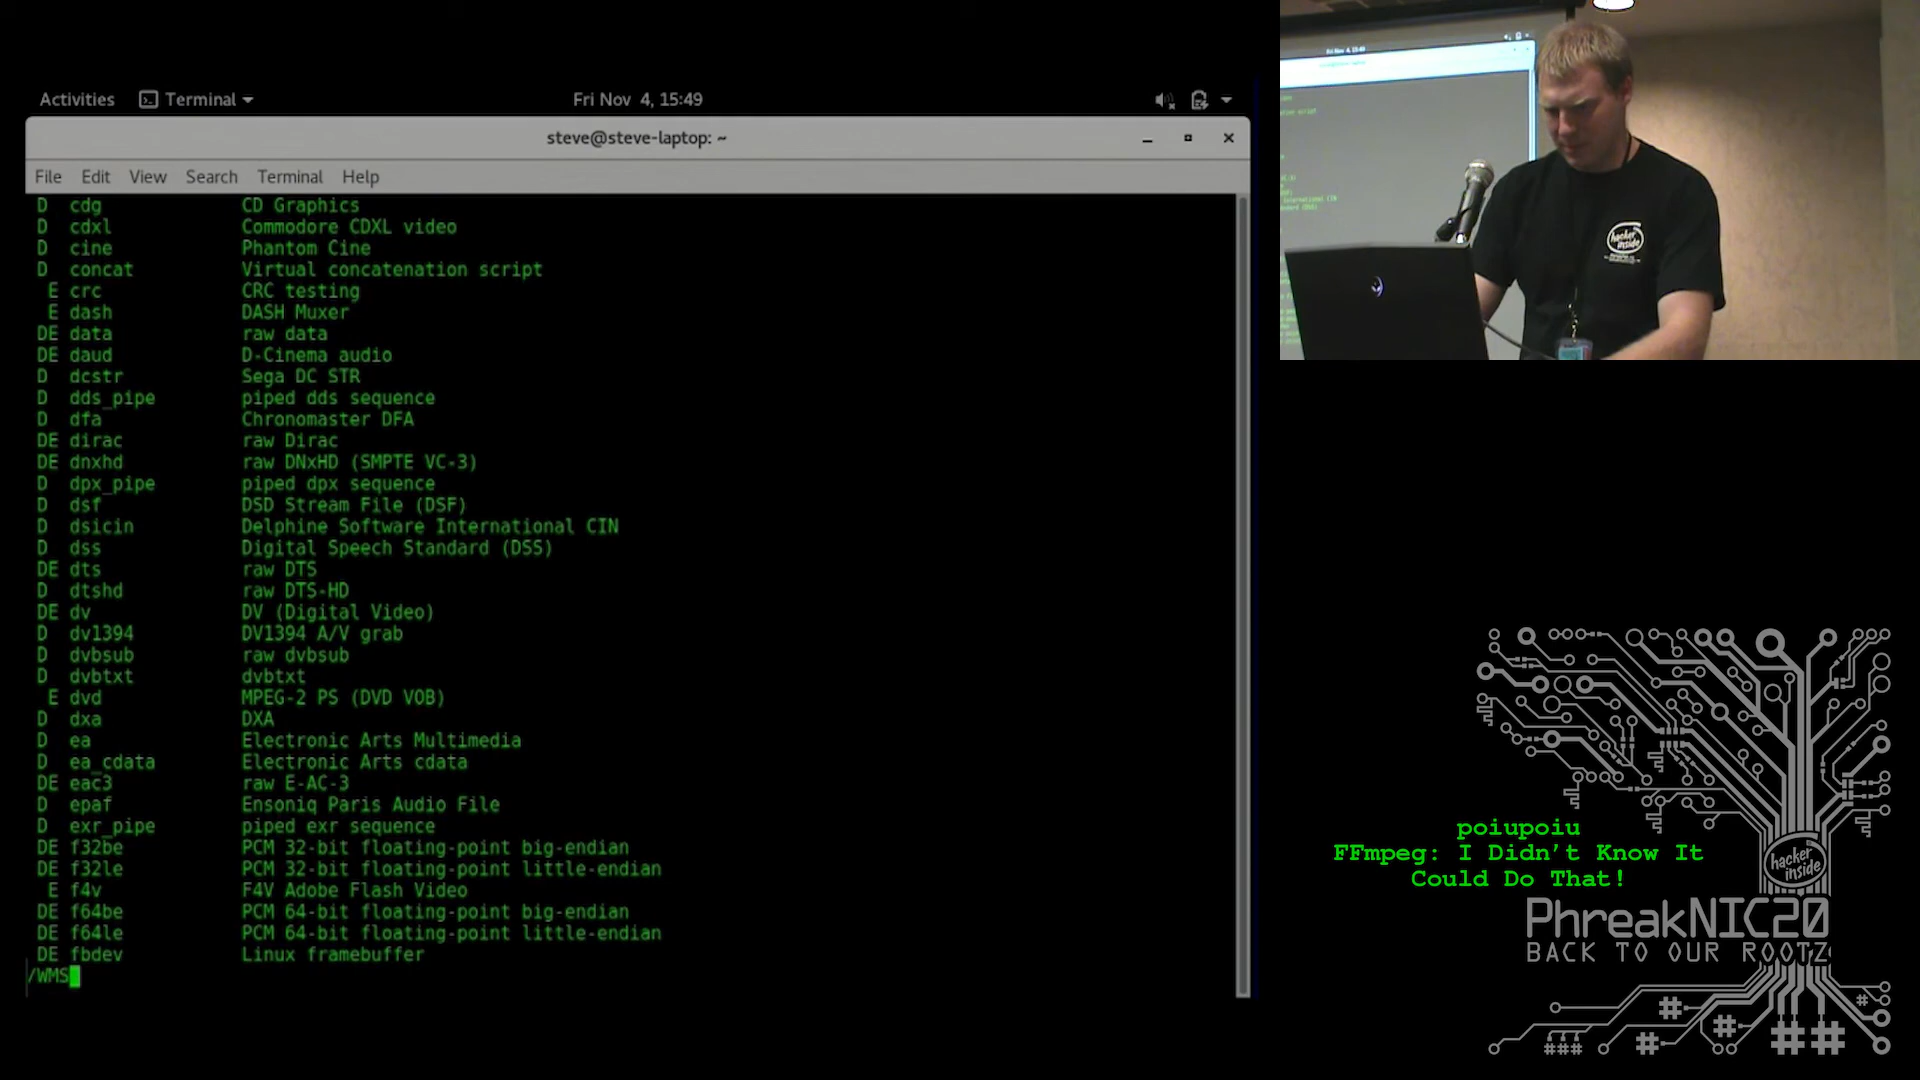 Activities Terminal Fri Nov 4, 15:49
steve@steve-laptop: ~
File Edit View Search Terminal Help
D cdg CD Graphics
D cdxl Commodore CDXL video
D cine Phantom Cine
D concat Virtual concatenation script
E crc CRC testing
E dash DASH Muxer
DE data raw data
DE daud D-Cinema audio
D dcstr Sega DC STR
D dds_pipe piped dds sequence
D dfa Chronomaster DFA
DE dirac raw Dirac
DE dnxhd raw DNxHD (SMPTE VC-3)
D dpx_pipe piped dpx sequence
D dsf DSD Stream File (DSF)
D dsicin Delphine Software International CIN
D dss Digital Speech Standard (DSS)
DE dts raw DTS
D dtshd raw DTS-HD
DE dv DV (Digital Video)
D dv1394 DV1394 A/V grab
D dvbsub raw dvbsub
D dvbtxt dvbtxt
E dvd MPEG-2 PS (DVD VOB)
D dxa DXA
D ea Electronic Arts Multimedia
D ea_cdata Electronic Arts cdata
DE eac3 raw E-AC-3
D epaf Ensoniq Paris Audio File
D exr_pipe piped exr sequence
DE f32be PCM 32-bit floating-point big-endian
DE f32le PCM 32-bit floating-point little-endian
E f4v F4V Adobe Flash Video
DE f64be PCM 64-bit floating-point big-endian
DE f64le PCM 64-bit floating-point little-endian
DE fbdev Linux framebuffer
/WMS
hacker
inside
poiupoiu
FFmpeg: I Didn't Know It
Could Do That!
hacker
inside
PhreakNIC20
BACK TO OUR ROOTZ
# # # ## ###